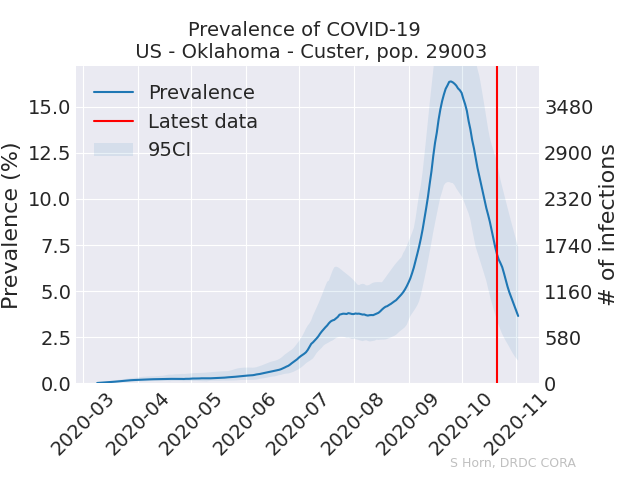 Prevalence of COVID-19
US - Oklahoma - Custer, pop. 29003
Prevalence
Latest data
95CI
Prevalence (%)
15.0
12.5
10.0
7.5
5.0
2.5
0.0
3480
2900
2320
1740
1160
580
0
# of infections
2020-03
2020-04
2020-05
2020-06
2020-07
2020-08
2020-09
2020-10
2020-11
S Horn, DRDC CORA